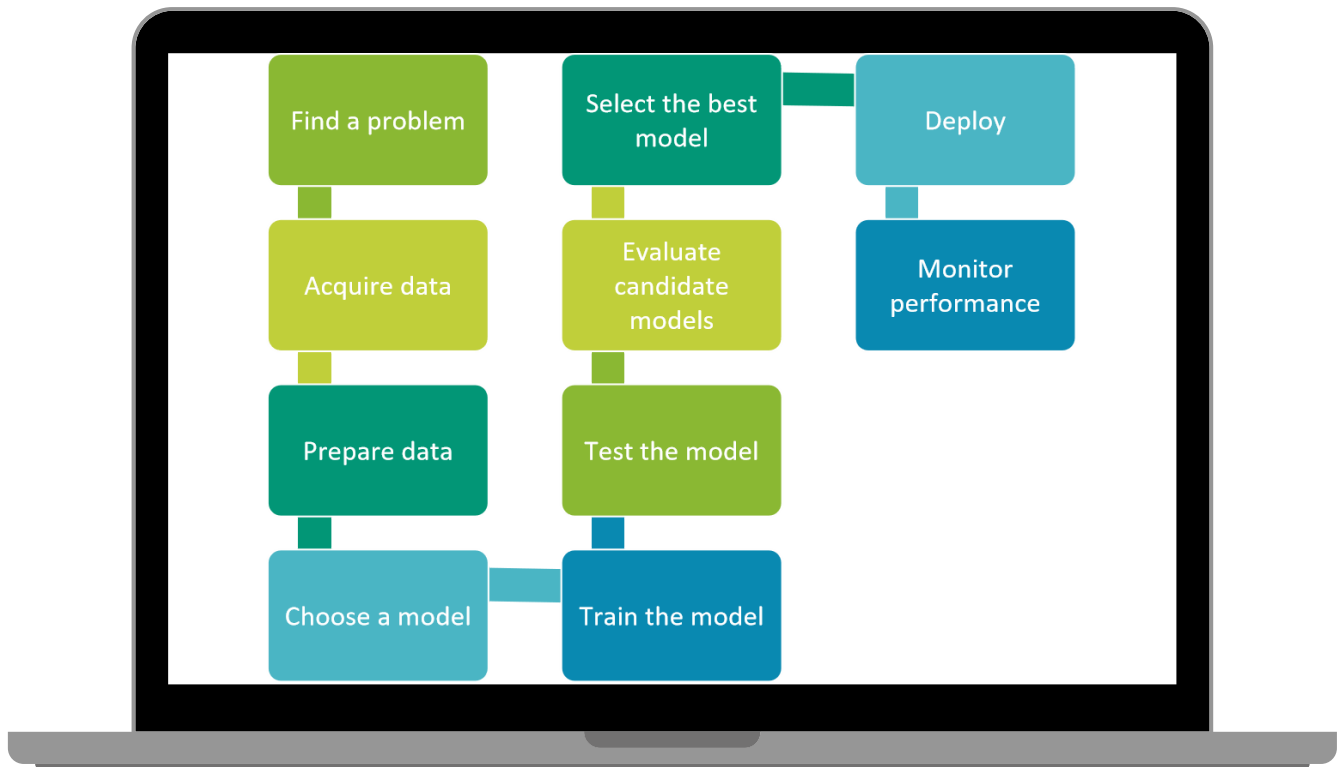 Find a problem
Acquire data
Prepare data
Choose a model
Train the model
Test the model
Evaluate
candidate
models
Select the best
model
Deploy
Monitor
performance